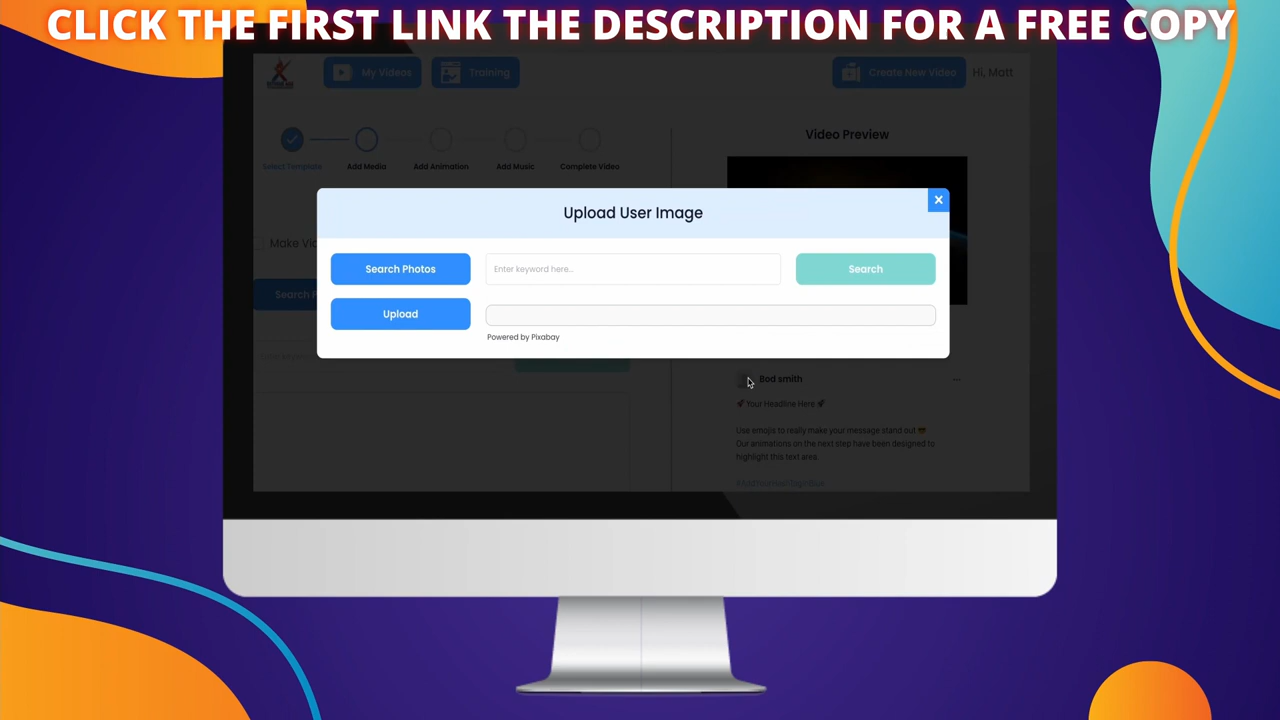 CLICK THE FIRST LINK THE DESCRIPTION FOR A FREE COPY
My Videos
Training
Create New Video
Hi, Matt
Select Template
Add Media
Add Animation
Add Music
Complete Video
Video Preview
Upload User Image
X
Make Vid
Search Photos
Enter keyword here...
Search
Search P
Upload
Powered by Pixabay
Bod smith
🚀 Your Headline Here 🚀
Use emojis to really make your message stand out 😎
Our animations on the next step have been designed to
highlight this text area